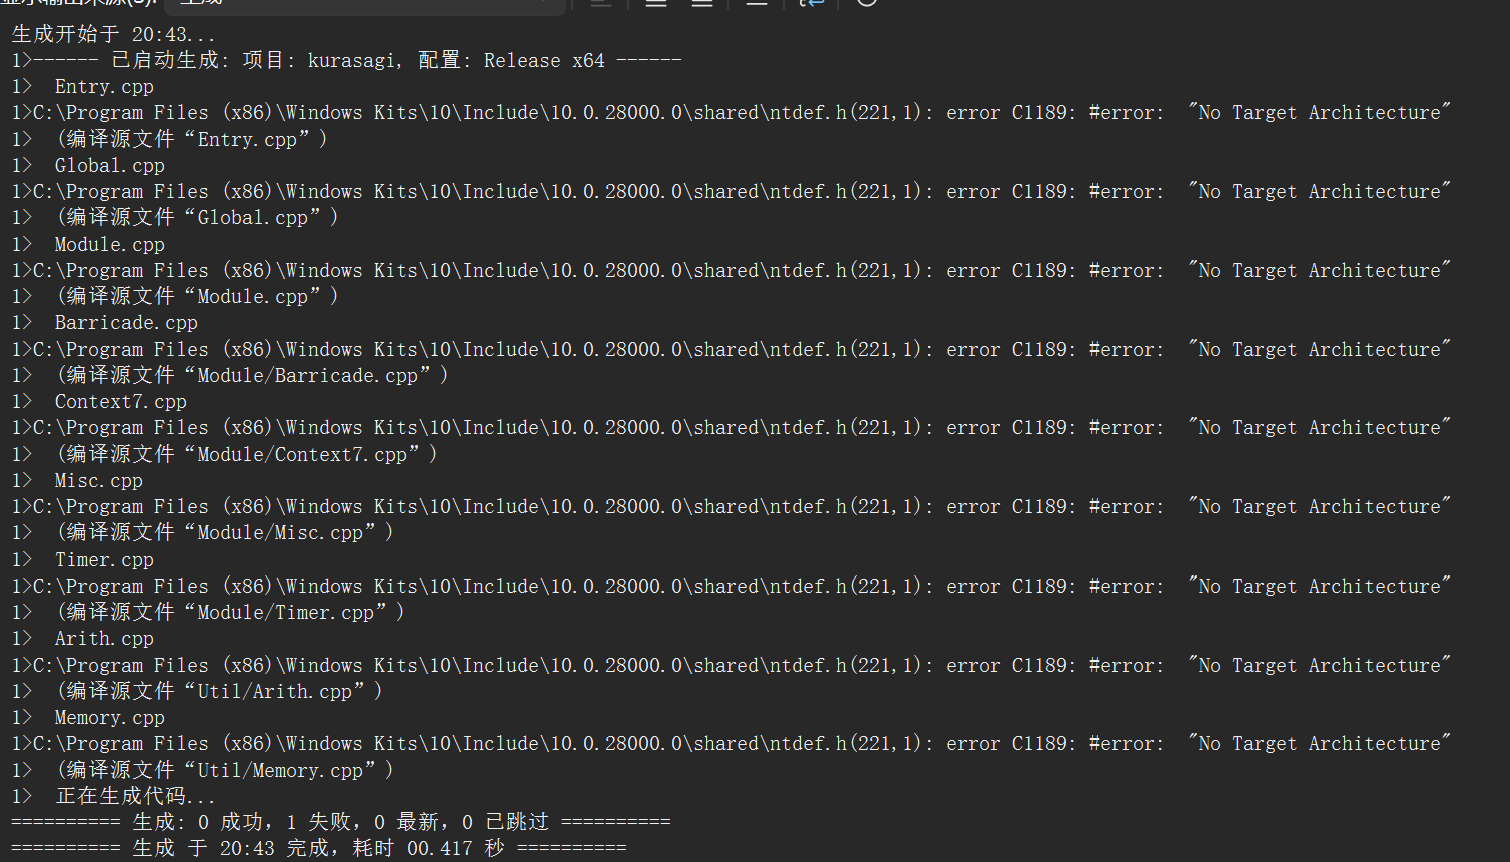 显示输出来源(S): 生成
生成开始于 20:43...
1>------ 已启动生成: 项目: kurasagi, 配置: Release x64 ------
1>  Entry.cpp
1>C:\Program Files (x86)\Windows Kits\10\Include\10.0.28000.0\shared\ntdef.h(221,1): error C1189: #error:  "No Target Architecture"
1>  (编译源文件“Entry.cpp”)
1>  Global.cpp
1>C:\Program Files (x86)\Windows Kits\10\Include\10.0.28000.0\shared\ntdef.h(221,1): error C1189: #error:  "No Target Architecture"
1>  (编译源文件“Global.cpp”)
1>  Module.cpp
1>C:\Program Files (x86)\Windows Kits\10\Include\10.0.28000.0\shared\ntdef.h(221,1): error C1189: #error:  "No Target Architecture"
1>  (编译源文件“Module.cpp”)
1>  Barricade.cpp
1>C:\Program Files (x86)\Windows Kits\10\Include\10.0.28000.0\shared\ntdef.h(221,1): error C1189: #error:  "No Target Architecture"
1>  (编译源文件“Module/Barricade.cpp”)
1>  Context7.cpp
1>C:\Program Files (x86)\Windows Kits\10\Include\10.0.28000.0\shared\ntdef.h(221,1): error C1189: #error:  "No Target Architecture"
1>  (编译源文件“Module/Context7.cpp”)
1>  Misc.cpp
1>C:\Program Files (x86)\Windows Kits\10\Include\10.0.28000.0\shared\ntdef.h(221,1): error C1189: #error:  "No Target Architecture"
1>  (编译源文件“Module/Misc.cpp”)
1>  Timer.cpp
1>C:\Program Files (x86)\Windows Kits\10\Include\10.0.28000.0\shared\ntdef.h(221,1): error C1189: #error:  "No Target Architecture"
1>  (编译源文件“Module/Timer.cpp”)
1>  Arith.cpp
1>C:\Program Files (x86)\Windows Kits\10\Include\10.0.28000.0\shared\ntdef.h(221,1): error C1189: #error:  "No Target Architecture"
1>  (编译源文件“Util/Arith.cpp”)
1>  Memory.cpp
1>C:\Program Files (x86)\Windows Kits\10\Include\10.0.28000.0\shared\ntdef.h(221,1): error C1189: #error:  "No Target Architecture"
1>  (编译源文件“Util/Memory.cpp”)
1>  正在生成代码...
========== 生成: 0 成功，1 失败，0 最新，0 已跳过 ==========
========== 生成 于 20:43 完成，耗时 00.417 秒 ==========